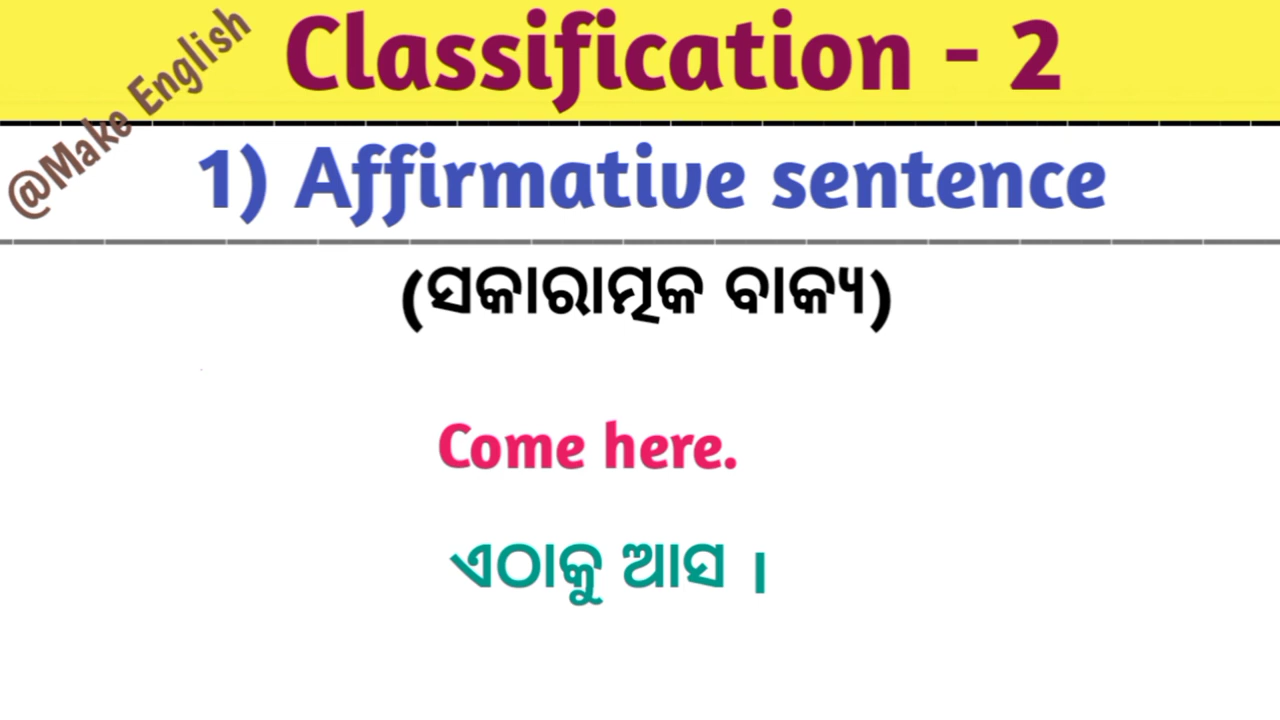 Classification - 2
@Make English
1) Affirmative sentence
(ସକାରାତ୍ମକ ବାକ୍ୟ)
Come here.
ଏଠାକୁ ଆସ ।